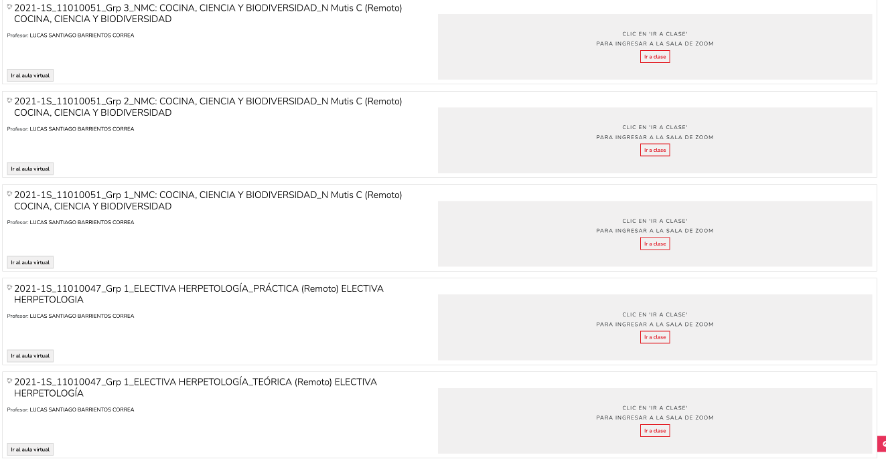 2021-1S_11010051_Grp 3_NMC: COCINA, CIENCIA Y BIODIVERSIDAD_N Mutis C (Remoto)
COCINA, CIENCIA Y BIODIVERSIDAD
Profesor: LUCAS SANTIAGO BARRIENTOS CORREA
Ir al aula virtual
CLIC EN 'IR A CLASE'
PARA INGRESAR A LA SALA DE ZOOM
Ir a clase
2021-1S_11010051_Grp 2_NMC: COCINA, CIENCIA Y BIODIVERSIDAD_N Mutis C (Remoto)
COCINA, CIENCIA Y BIODIVERSIDAD
Profesor: LUCAS SANTIAGO BARRIENTOS CORREA
Ir al aula virtual
CLIC EN 'IR A CLASE'
PARA INGRESAR A LA SALA DE ZOOM
Ir a clase
2021-1S_11010051_Grp 1_NMC: COCINA, CIENCIA Y BIODIVERSIDAD_N Mutis C (Remoto)
COCINA, CIENCIA Y BIODIVERSIDAD
Profesor: LUCAS SANTIAGO BARRIENTOS CORREA
Ir al aula virtual
CLIC EN 'IR A CLASE'
PARA INGRESAR A LA SALA DE ZOOM
Ir a clase
2021-1S_11010047_Grp 1_ELECTIVA HERPETOLOGÍA_PRÁCTICA (Remoto) ELECTIVA
HERPETOLOGIA
Profesor: LUCAS SANTIAGO BARRIENTOS CORREA
Ir al aula virtual
CLIC EN 'IR A CLASE'
PARA INGRESAR A LA SALA DE ZOOM
Ir a clase
2021-1S_11010047_Grp 1_ELECTIVA HERPETOLOGÍA_TEÓRICA (Remoto) ELECTIVA
HERPETOLOGÍA
Profesor: LUCAS SANTIAGO BARRIENTOS CORREA
Ir al aula virtual
CLIC EN 'IR A CLASE'
PARA INGRESAR A LA SALA DE ZOOM
Ir a clase